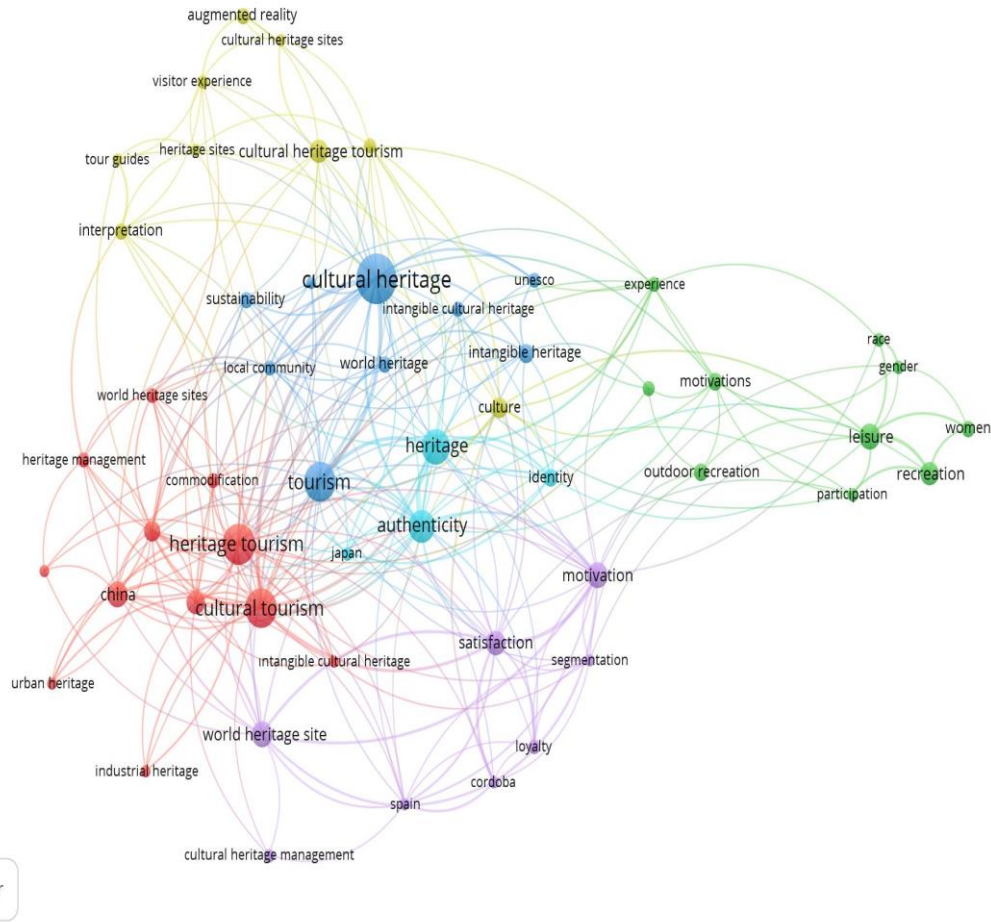 augmented reality
cultural heritage sites
visitor experience
tour guides
heritage sites
cultural heritage tourism
interpretation
cultural heritage
unesco
experience
sustainability
intangible cultural heritage
race
local community
world heritage
intangible heritage
gender
motivations
world heritage sites
culture
women
leisure
heritage
heritage management
commodification
tourism
identity
outdoor recreation
recreation
participation
authenticity
heritage tourism
japan
motivation
china
cultural tourism
satisfaction
intangible cultural heritage
segmentation
urban heritage
world heritage site
loyalty
industrial heritage
cordoba
spain
cultural heritage management
r